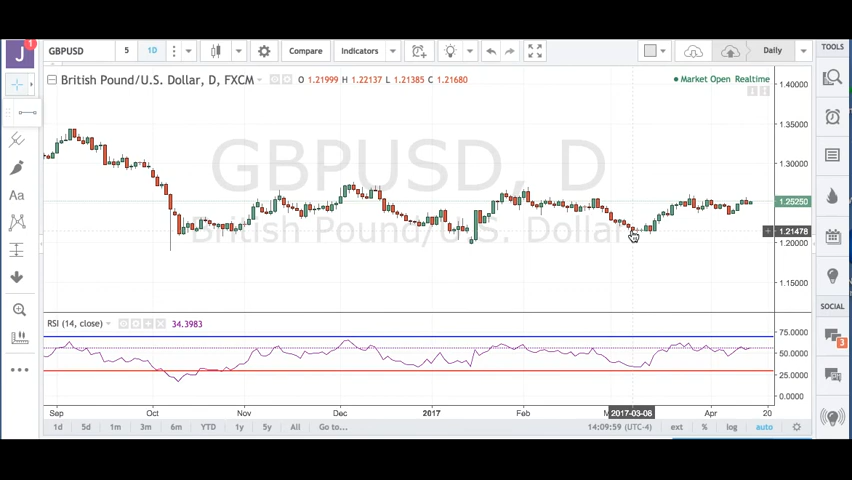 J 1 GBPUSD 5 1D Compare Indicators Daily TOOLS
British Pound/U.S. Dollar, D, FXCM O 1.21999 H 1.22137 L 1.21385 C 1.21680 Market Open Realtime
1.40000
1.35000
1.30000
1.25250
1.21478
1.20000
1.15000
GBPUSD, D
British Pound/U.S. Dollar
RSI (14, close) 34.3983
75.0000
50.0000
25.0000
0.0000
Sep Oct Nov Dec 2017 Feb 2017-03-08 Apr 20
1d 5d 1m 3m 6m YTD 1y 5y All Go to... 14:09:59 (UTC-4) ext % log auto
Aa
SOCIAL
3